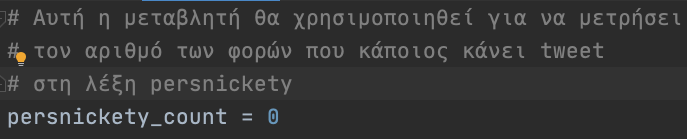 # Αυτή η μεταβλητή θα χρησιμοποιηθεί για να μετρήσει
# τον αριθμό των φορών που κάποιος κάνει tweet
# στη λέξη persnickety
persnickety_count = 0